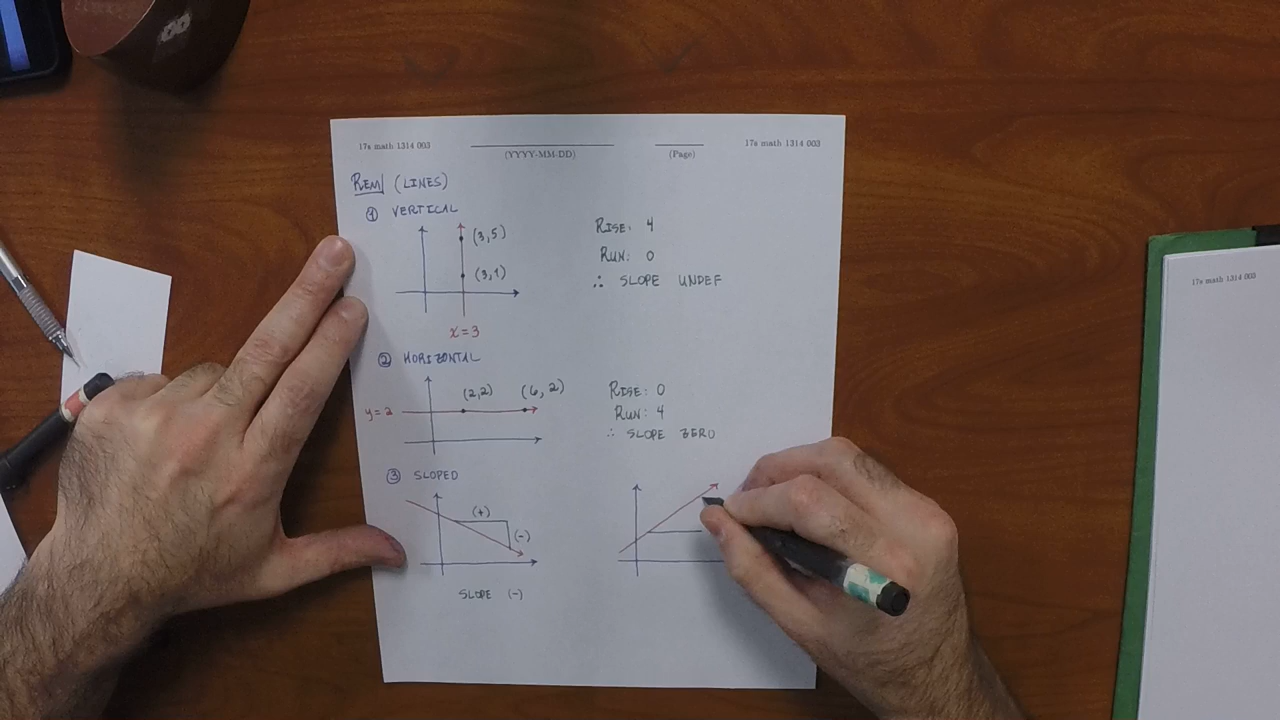 17s math 1314 003 (YYYY-MM-DD) (Page) 17s math 1314 003
REM (LINES)
① VERTICAL
(3,5)
(3,1)
x=3
RISE: 4
RUN: 0
∴ SLOPE UNDEF
② HORIZONTAL
(2,2) (6,2)
y=2
RISE: 0
RUN: 4
∴ SLOPE ZERO
③ SLOPED
(+)
(-)
SLOPE (-)
17s math 1314 003